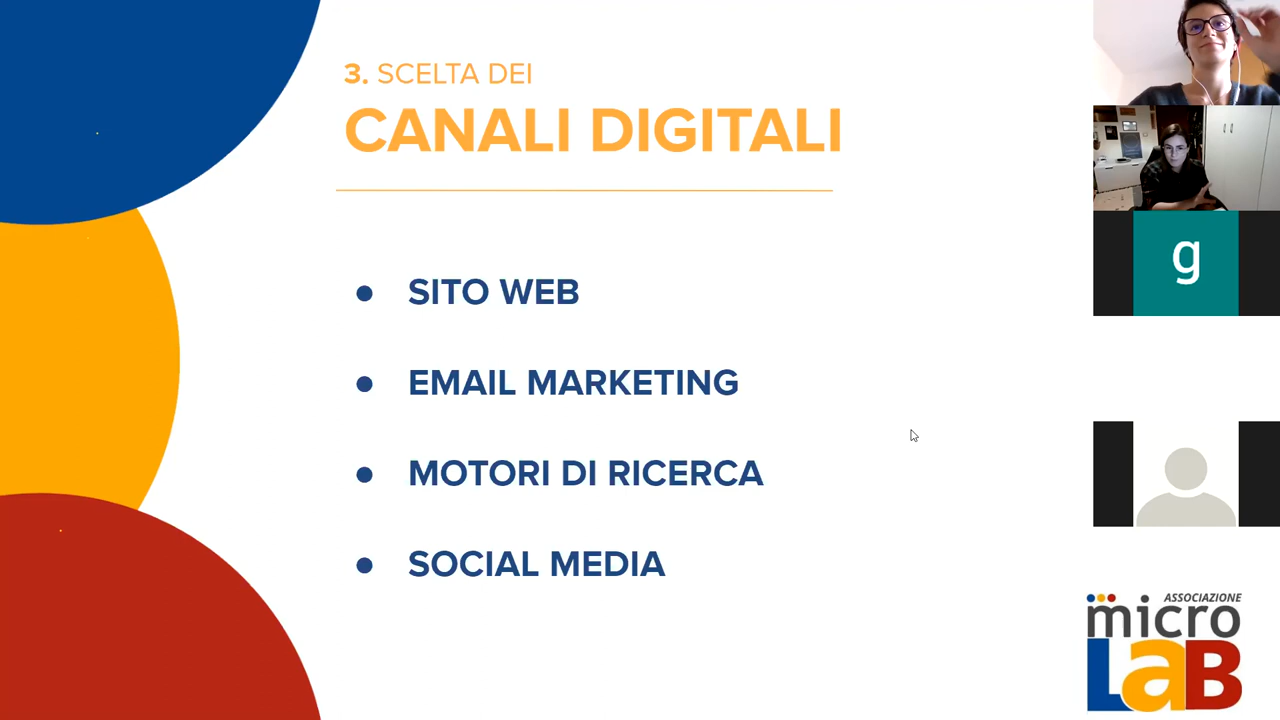 3. SCELTA DEI
CANALI DIGITALI
● SITO WEB
● EMAIL MARKETING
● MOTORI DI RICERCA
● SOCIAL MEDIA
g
ASSOCIAZIONE
micro
LaB